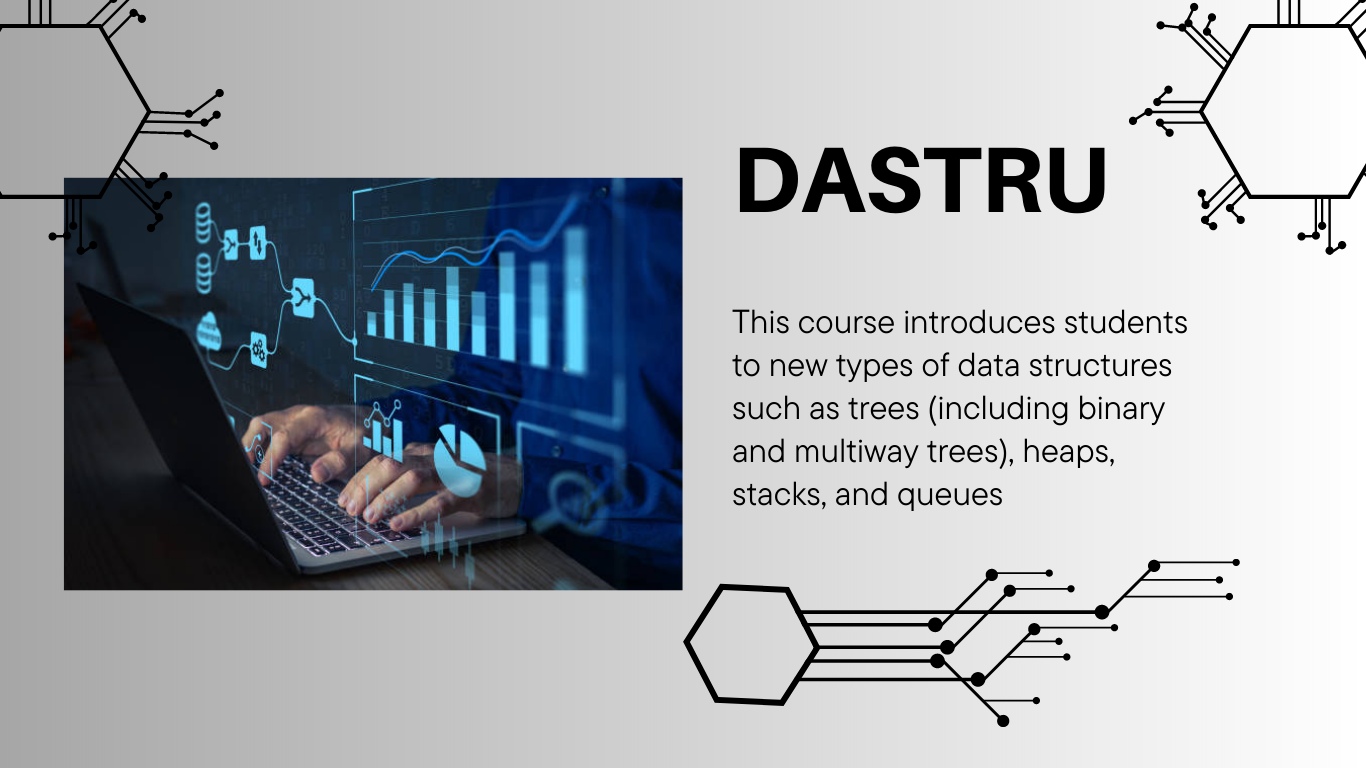 DASTRU
This course introduces students
to new types of data structures
such as trees (including binary
and multiway trees), heaps,
stacks, and queues